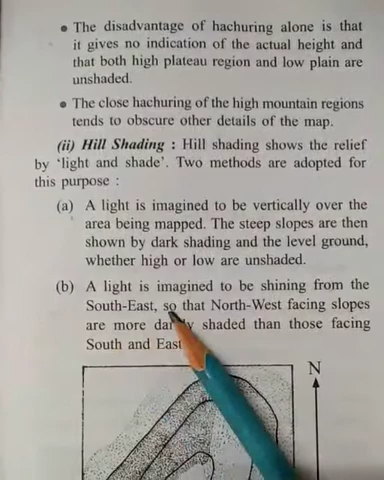 • The disadvantage of hachuring alone is that
it gives no indication of the actual height and
that both high plateau region and low plain are
unshaded.
• The close hachuring of the high mountain regions
tends to obscure other details of the map.
(ii) Hill Shading : Hill shading shows the relief
by 'light and shade'. Two methods are adopted for
this purpose :
(a) A light is imagined to be vertically over the
area being mapped. The steep slopes are then
shown by dark shading and the level ground,
whether high or low are unshaded.
(b) A light is imagined to be shining from the
South-East, so that North-West facing slopes
are more shaded than those facing
South and East
N